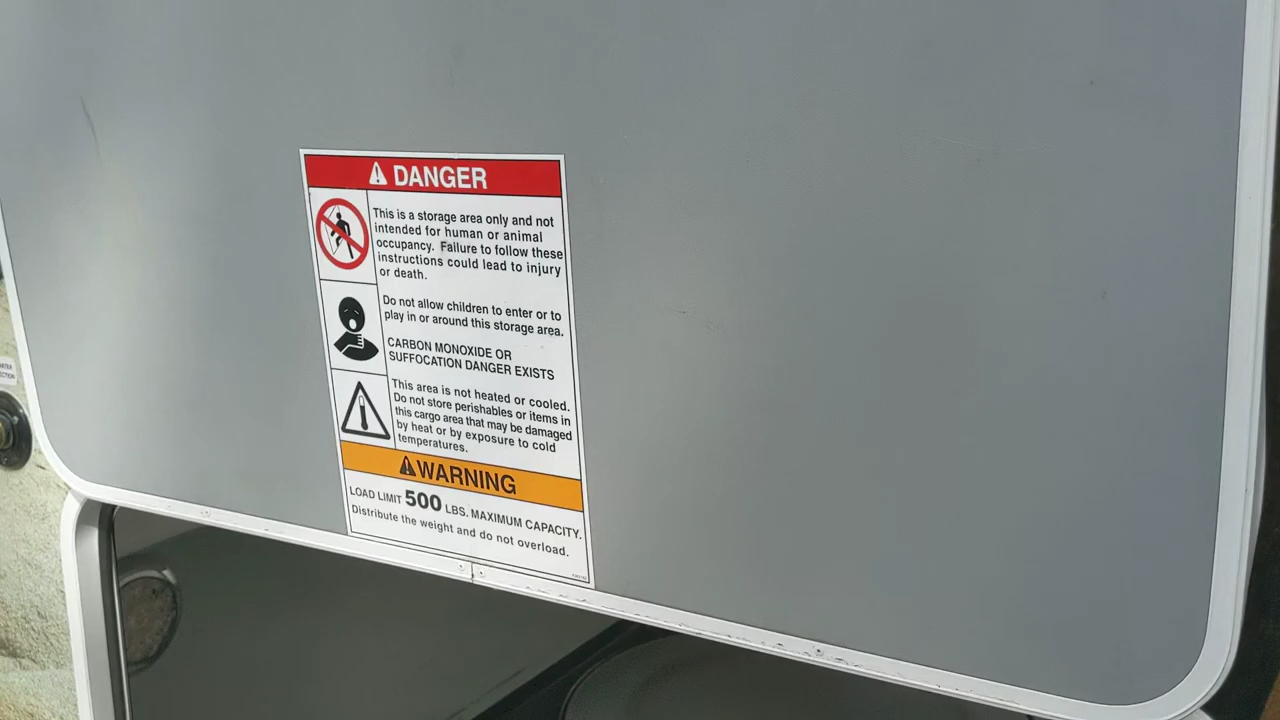 DANGER
This is a storage area only and not
intended for human or animal
occupancy. Failure to follow these
instructions could lead to injury
or death.
Do not allow children to enter or to
play in or around this storage area.
CARBON MONOXIDE OR
SUFFOCATION DANGER EXISTS
This area is not heated or cooled.
Do not store perishables or items in
this cargo area that may be damaged
by heat or by exposure to cold
temperatures.
WARNING
LOAD LIMIT 500 LBS. MAXIMUM CAPACITY.
Distribute the weight and do not overload.